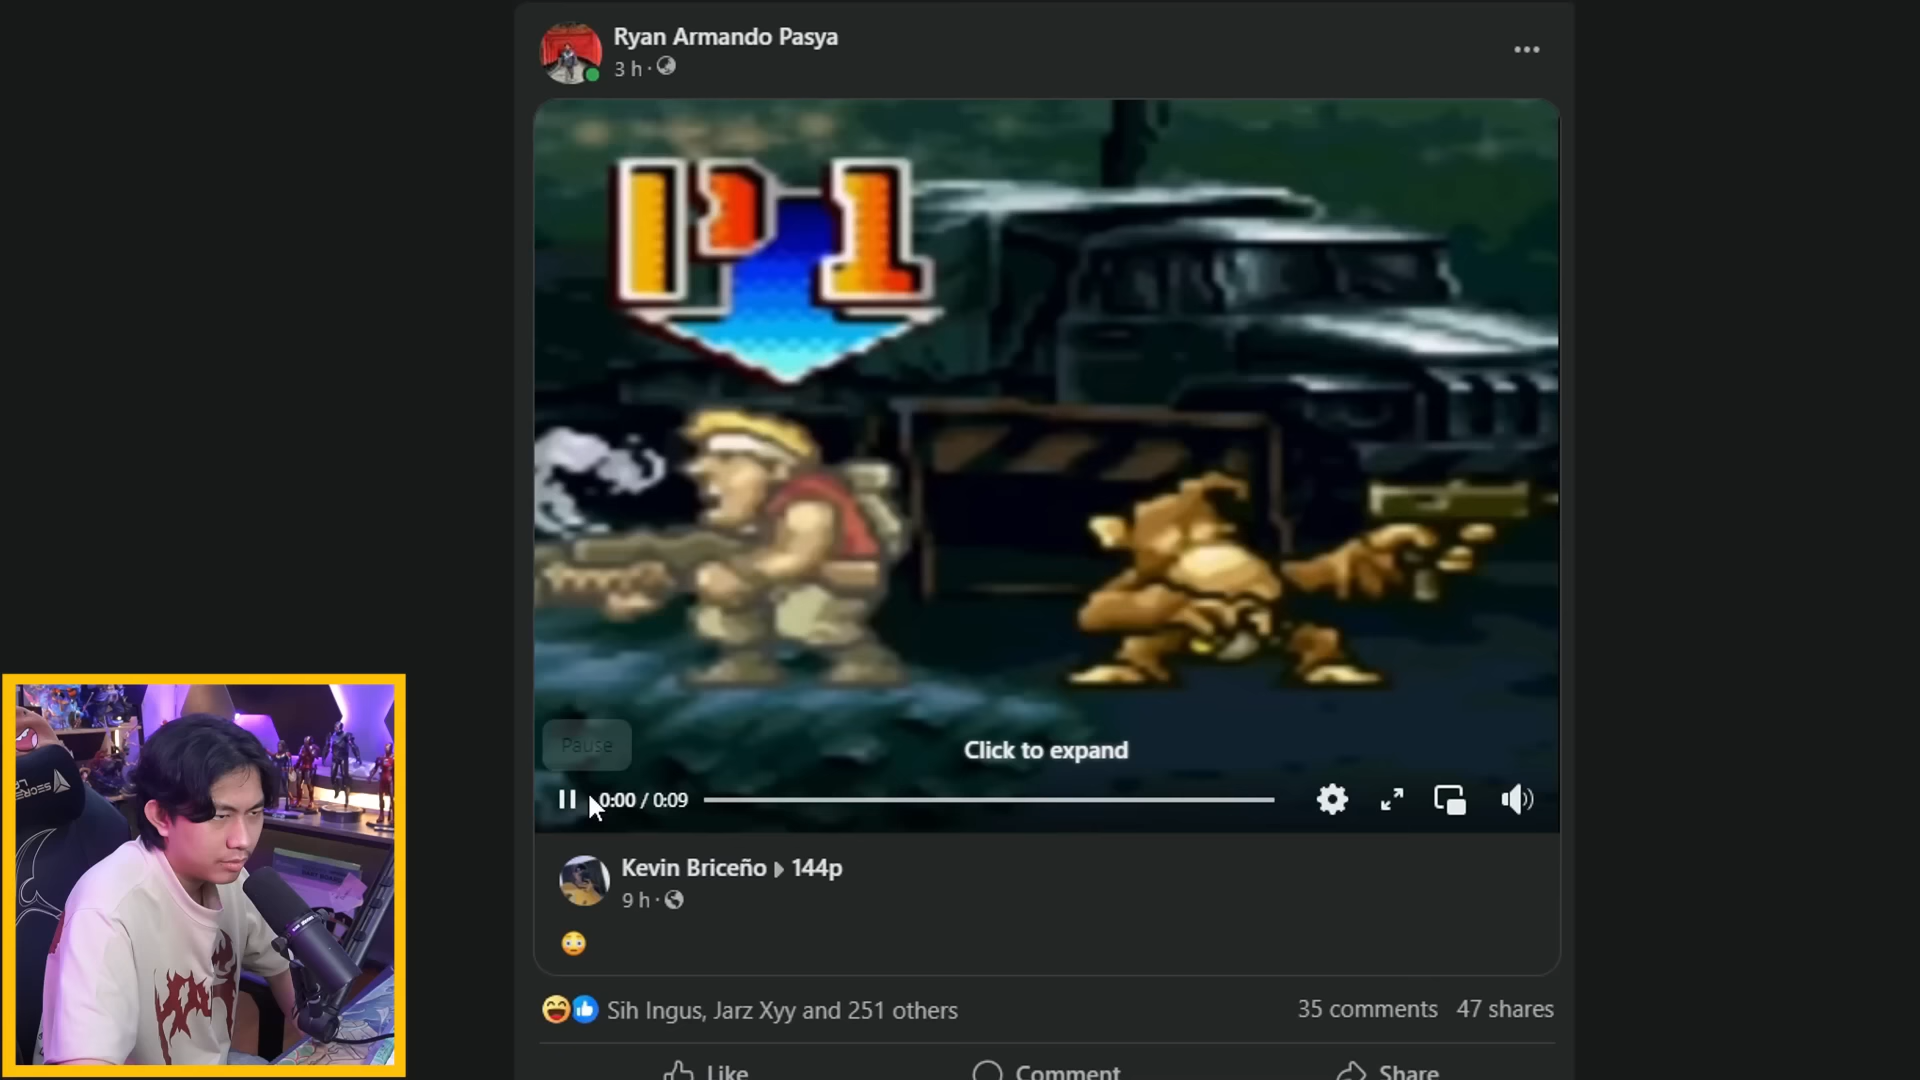 Ryan Armando Pasya
3 h ·
P1
Pause
Click to expand
0:00 / 0:09
Kevin Briceño ▶ 144p
9 h ·
Sih Ingus, Jarz Xyy and 251 others
35 comments 47 shares
Like Comment Share